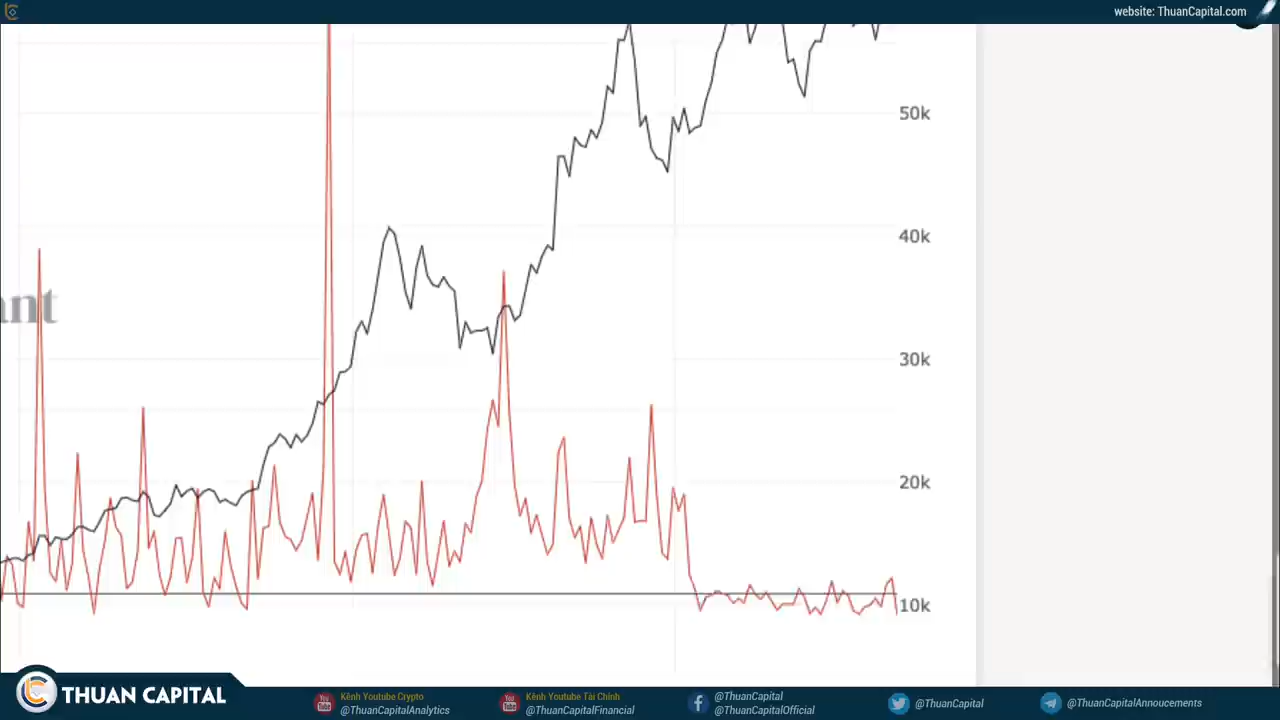 website: ThuanCapital.com
50k
40k
ant
30k
20k
10k
THUAN CAPITAL
Kênh Youtube Crypto
@ThuanCapitalAnalytics
Kênh Youtube Tài Chính
@ThuanCapitalFinancial
@ThuanCapital
@ThuanCapitalOfficial
@ThuanCapital
@ThuanCapitalAnnoucements